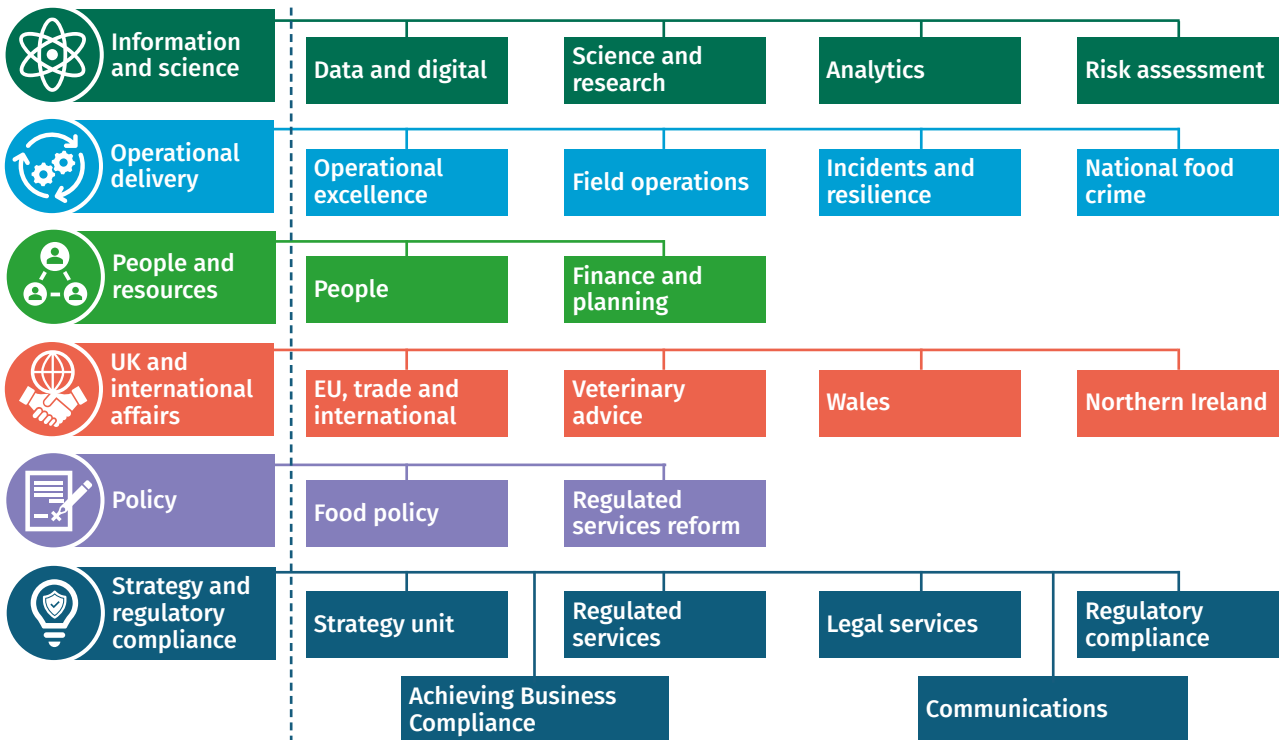 Information
and science
Data and digital
Science and
research
Analytics
Risk assessment
Operational
delivery
Operational
excellence
Field operations
Incidents and
resilience
National food
crime
People and
resources
People
Finance and
planning
UK and
international
affairs
EU, trade and
international
Veterinary
advice
Wales
Northern Ireland
Policy
Food policy
Regulated
services reform
Strategy and
regulatory
compliance
Strategy unit
Regulated
services
Legal services
Regulatory
compliance
Achieving Business
Compliance
Communications